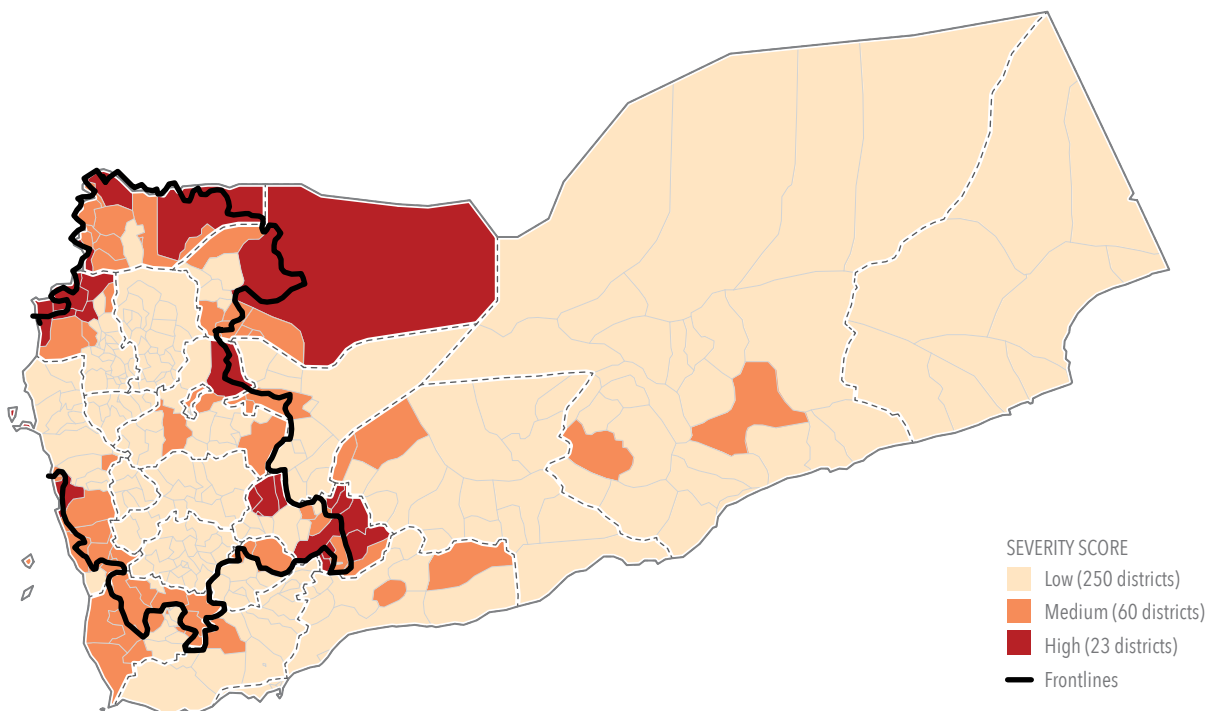 SEVERITY SCORE
Low (250 districts)
Medium (60 districts)
High (23 districts)
Frontlines